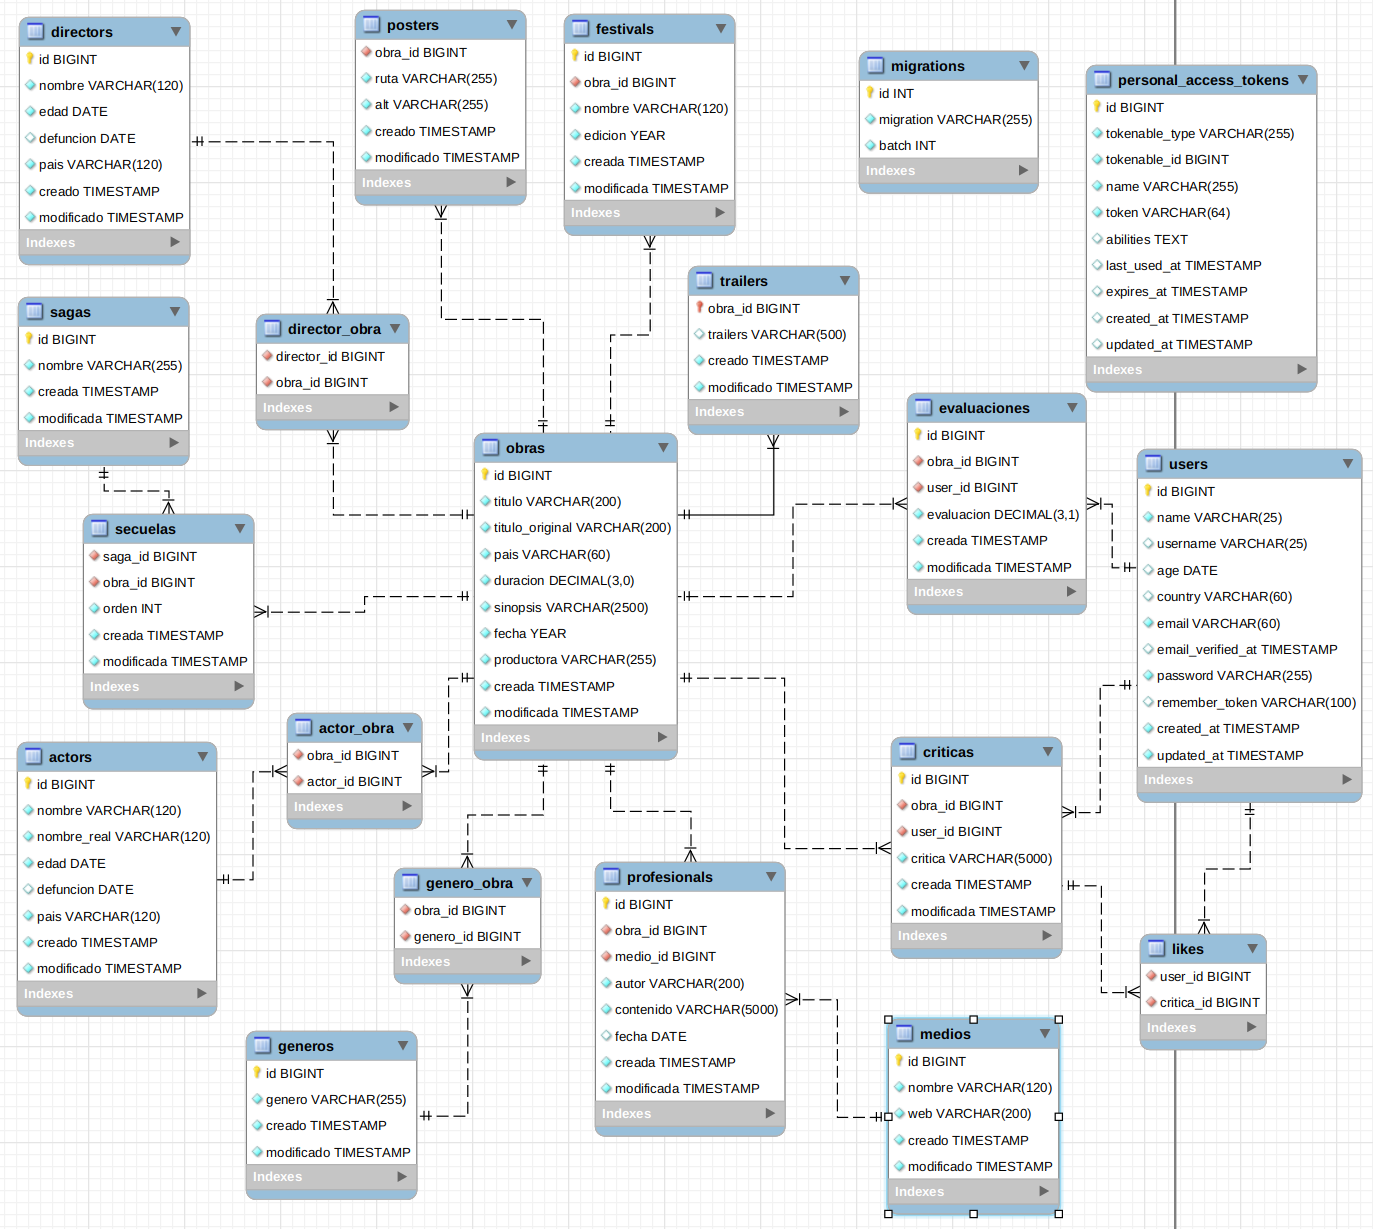 directors
id BIGINT
nombre VARCHAR(120)
edad DATE
defuncion DATE
pais VARCHAR(120)
creado TIMESTAMP
modificado TIMESTAMP
Indexes
posters
obra_id BIGINT
ruta VARCHAR(255)
alt VARCHAR(255)
creado TIMESTAMP
modificado TIMESTAMP
Indexes
festivals
id BIGINT
obra_id BIGINT
nombre VARCHAR(120)
edicion YEAR
creada TIMESTAMP
modificada TIMESTAMP
Indexes
migrations
id INT
migration VARCHAR(255)
batch INT
Indexes
personal_access_tokens
id BIGINT
tokenable_type VARCHAR(255)
tokenable_id BIGINT
name VARCHAR(255)
token VARCHAR(64)
abilities TEXT
last_used_at TIMESTAMP
expires_at TIMESTAMP
created_at TIMESTAMP
updated_at TIMESTAMP
Indexes
sagas
id BIGINT
nombre VARCHAR(255)
creada TIMESTAMP
modificada TIMESTAMP
Indexes
director_obra
director_id BIGINT
obra_id BIGINT
Indexes
trailers
obra_id BIGINT
trailers VARCHAR(500)
creado TIMESTAMP
modificado TIMESTAMP
Indexes
evaluaciones
id BIGINT
obra_id BIGINT
user_id BIGINT
evaluacion DECIMAL(3,1)
creada TIMESTAMP
modificada TIMESTAMP
Indexes
obras
id BIGINT
titulo VARCHAR(200)
titulo_original VARCHAR(200)
pais VARCHAR(60)
duracion DECIMAL(3,0)
sinopsis VARCHAR(2500)
fecha YEAR
productora VARCHAR(255)
creada TIMESTAMP
modificada TIMESTAMP
Indexes
users
id BIGINT
name VARCHAR(25)
username VARCHAR(25)
age DATE
country VARCHAR(60)
email VARCHAR(60)
email_verified_at TIMESTAMP
password VARCHAR(255)
remember_token VARCHAR(100)
created_at TIMESTAMP
updated_at TIMESTAMP
Indexes
secuelas
saga_id BIGINT
obra_id BIGINT
orden INT
creada TIMESTAMP
modificada TIMESTAMP
Indexes
actor_obra
obra_id BIGINT
actor_id BIGINT
Indexes
actors
id BIGINT
nombre VARCHAR(120)
nombre_real VARCHAR(120)
edad DATE
defuncion DATE
pais VARCHAR(120)
creado TIMESTAMP
modificado TIMESTAMP
Indexes
criticas
id BIGINT
obra_id BIGINT
user_id BIGINT
critica VARCHAR(5000)
creada TIMESTAMP
modificada TIMESTAMP
Indexes
genero_obra
obra_id BIGINT
genero_id BIGINT
Indexes
profesionals
id BIGINT
obra_id BIGINT
medio_id BIGINT
autor VARCHAR(200)
contenido VARCHAR(5000)
fecha DATE
creada TIMESTAMP
modificada TIMESTAMP
Indexes
likes
user_id BIGINT
critica_id BIGINT
Indexes
generos
id BIGINT
genero VARCHAR(255)
creado TIMESTAMP
modificado TIMESTAMP
Indexes
medios
id BIGINT
nombre VARCHAR(120)
web VARCHAR(200)
creado TIMESTAMP
modificado TIMESTAMP
Indexes